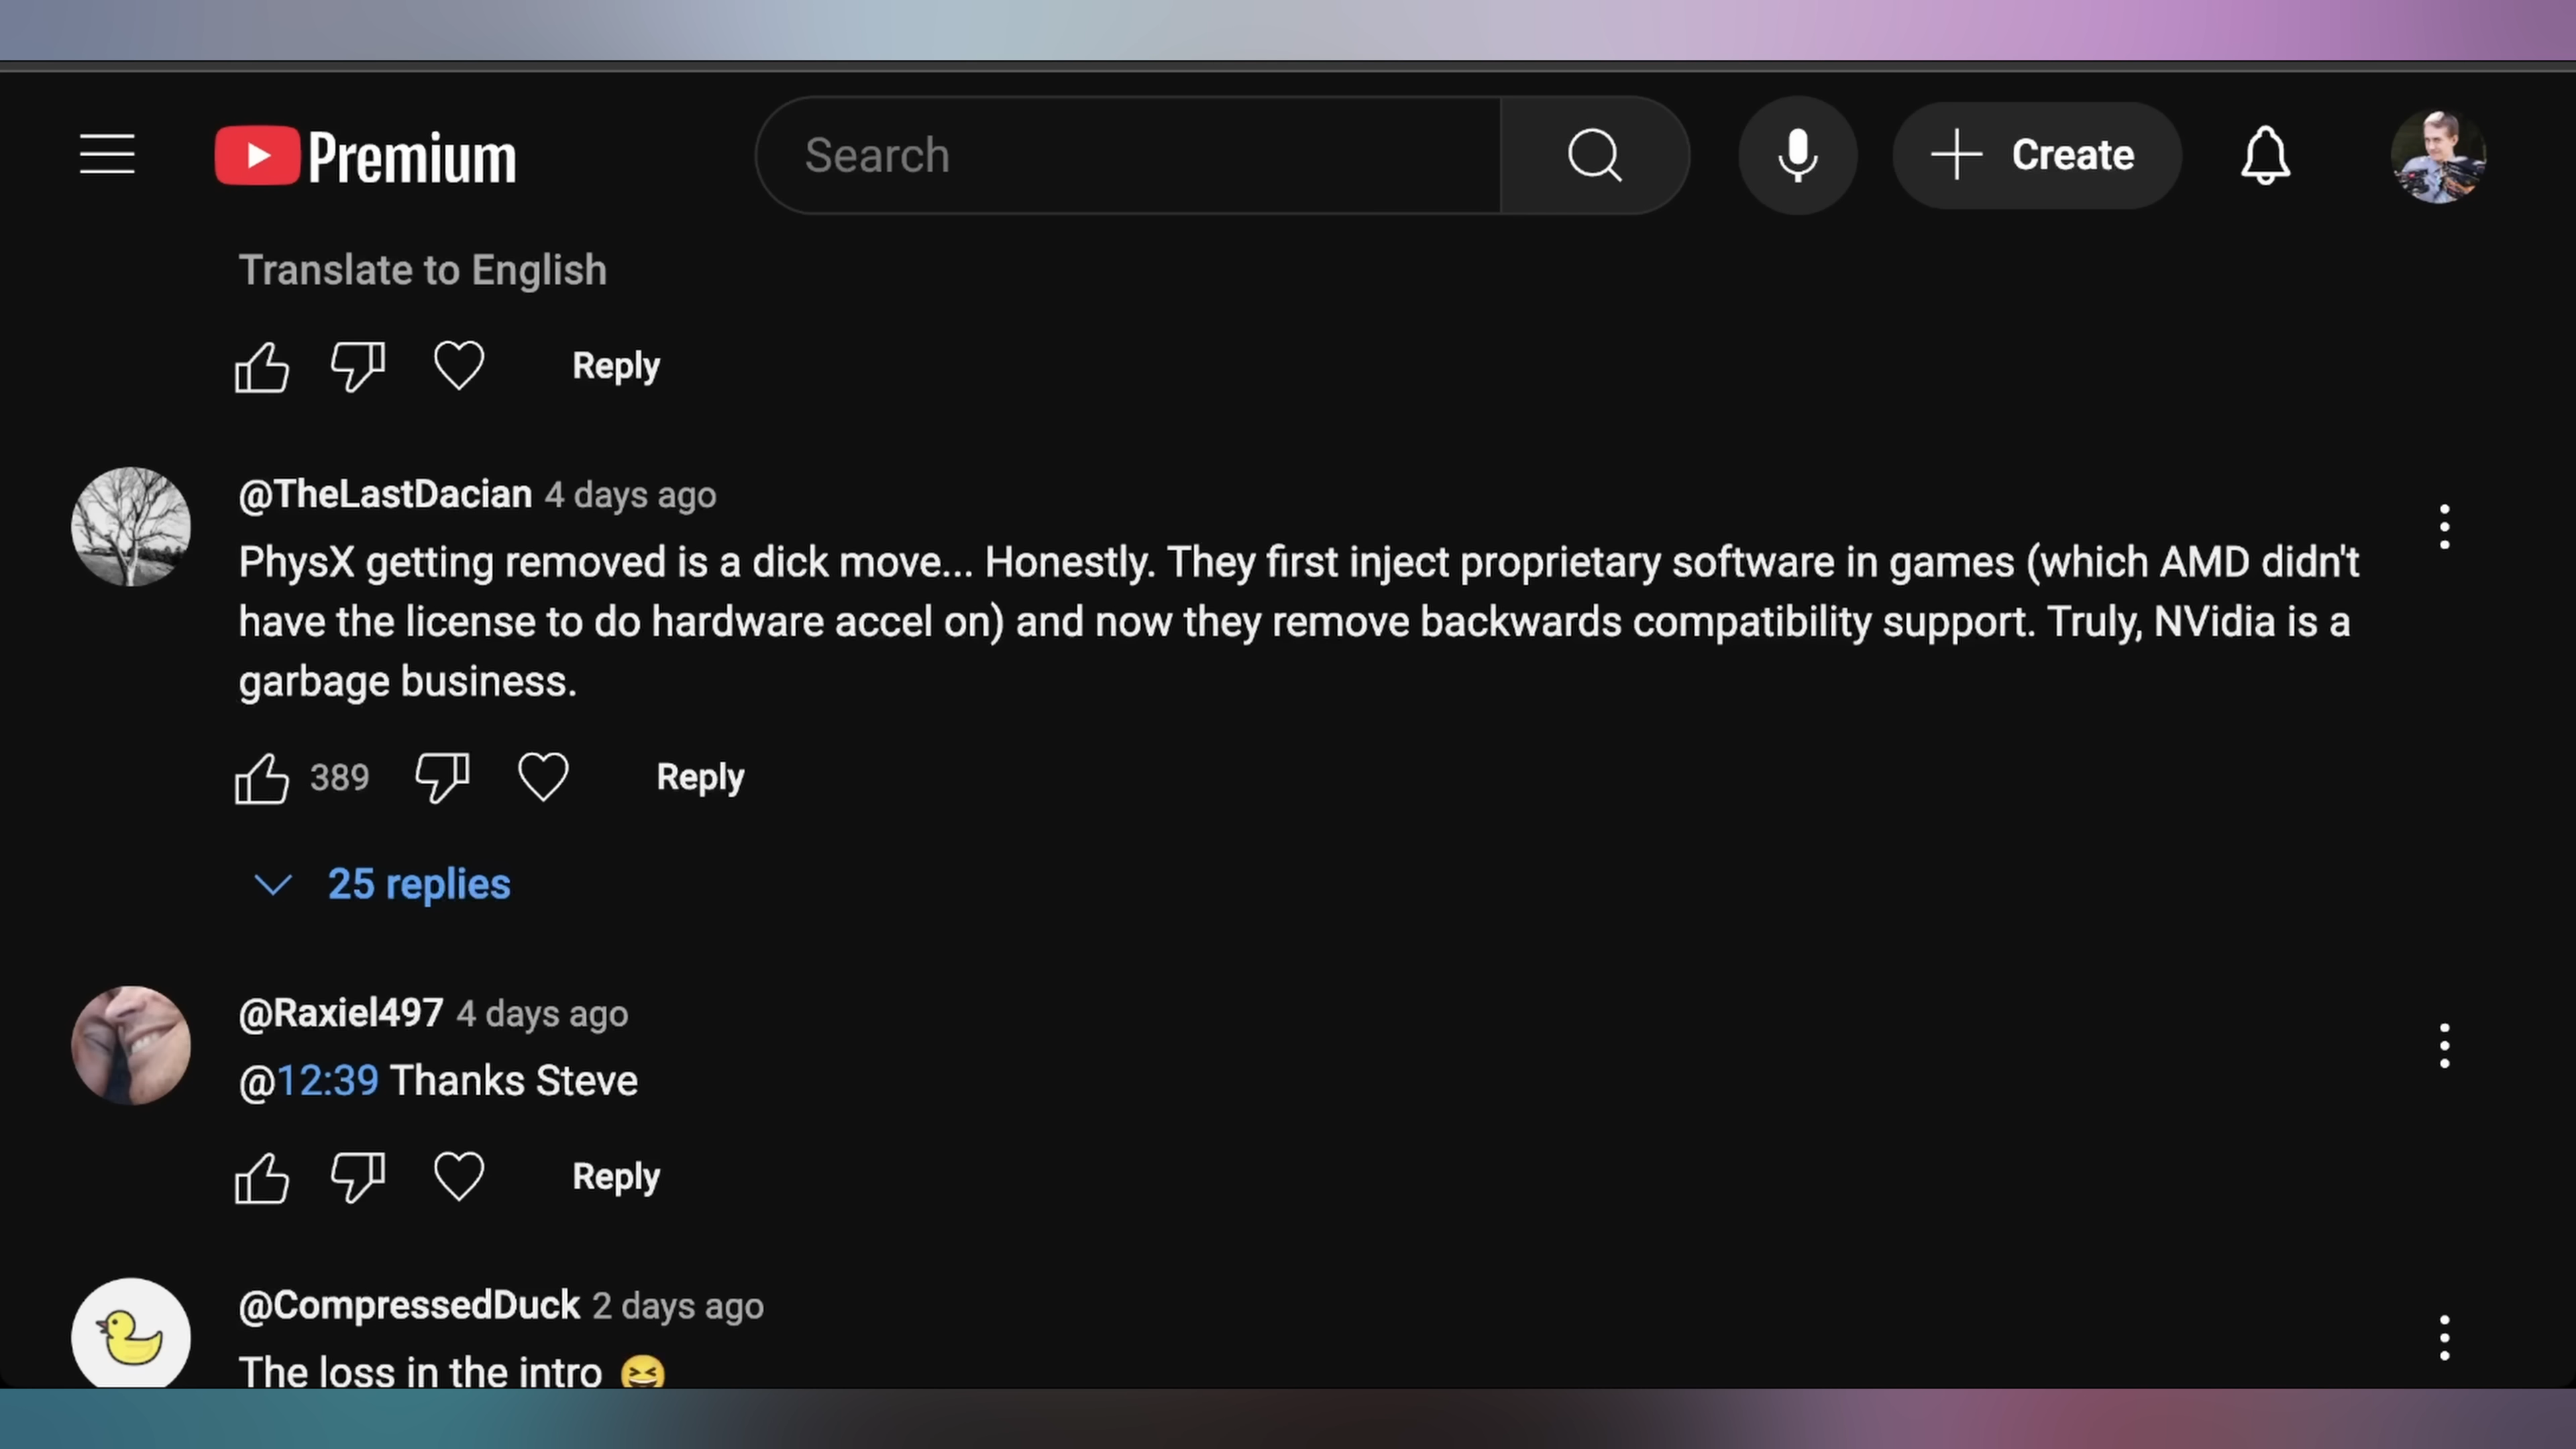 Premium
Search
Create
Translate to English
Reply
@TheLastDacian 4 days ago
PhysX getting removed is a dick move... Honestly. They first inject proprietary software in games (which AMD didn't
have the license to do hardware accel on) and now they remove backwards compatibility support. Truly, NVidia is a
garbage business.
389 Reply
25 replies
@Raxiel497 4 days ago
@12:39 Thanks Steve
Reply
@CompressedDuck 2 days ago
The loss in the intro 😆